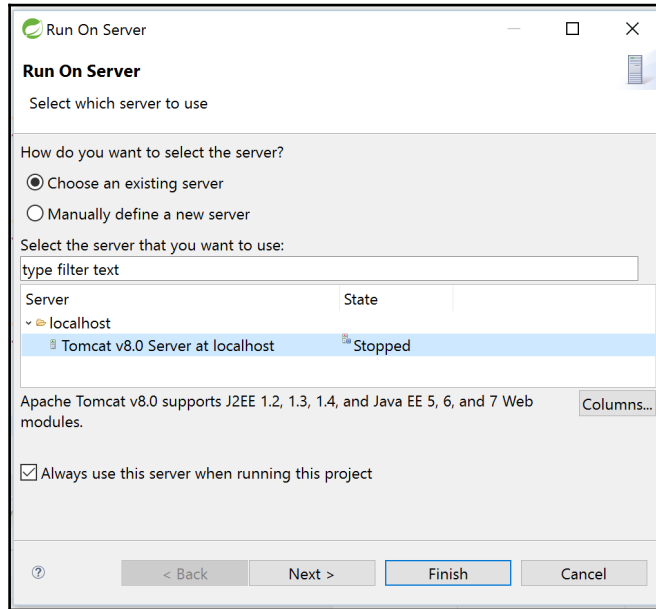 Run On Server
Run On Server
Select which server to use
How do you want to select the server?
Choose an existing server
Manually define a new server
Select the server that you want to use:
type filter text
Server State
localhost
Tomcat v8.0 Server at localhost Stopped
Apache Tomcat v8.0 supports J2EE 1.2, 1.3, 1.4, and Java EE 5, 6, and 7 Web
modules.
Columns...
Always use this server when running this project
? < Back Next > Finish Cancel